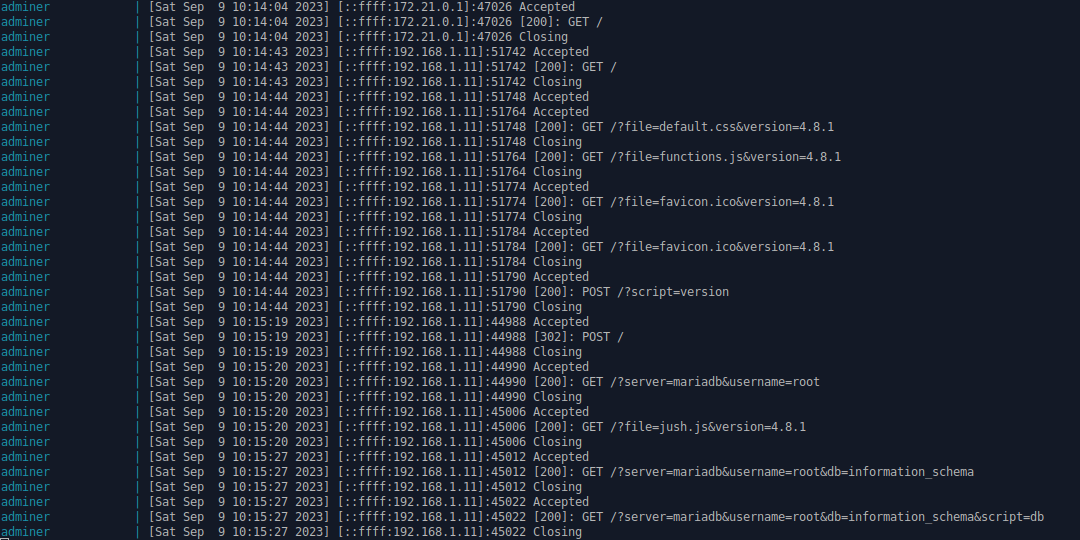 adminer | [Sat Sep  9 10:14:04 2023] [::ffff:172.21.0.1]:47026 Accepted
adminer | [Sat Sep  9 10:14:04 2023] [::ffff:172.21.0.1]:47026 [200]: GET /
adminer | [Sat Sep  9 10:14:04 2023] [::ffff:172.21.0.1]:47026 Closing
adminer | [Sat Sep  9 10:14:43 2023] [::ffff:192.168.1.11]:51742 Accepted
adminer | [Sat Sep  9 10:14:43 2023] [::ffff:192.168.1.11]:51742 [200]: GET /
adminer | [Sat Sep  9 10:14:43 2023] [::ffff:192.168.1.11]:51742 Closing
adminer | [Sat Sep  9 10:14:44 2023] [::ffff:192.168.1.11]:51748 Accepted
adminer | [Sat Sep  9 10:14:44 2023] [::ffff:192.168.1.11]:51764 Accepted
adminer | [Sat Sep  9 10:14:44 2023] [::ffff:192.168.1.11]:51748 [200]: GET /?file=default.css&version=4.8.1
adminer | [Sat Sep  9 10:14:44 2023] [::ffff:192.168.1.11]:51748 Closing
adminer | [Sat Sep  9 10:14:44 2023] [::ffff:192.168.1.11]:51764 [200]: GET /?file=functions.js&version=4.8.1
adminer | [Sat Sep  9 10:14:44 2023] [::ffff:192.168.1.11]:51764 Closing
adminer | [Sat Sep  9 10:14:44 2023] [::ffff:192.168.1.11]:51774 Accepted
adminer | [Sat Sep  9 10:14:44 2023] [::ffff:192.168.1.11]:51774 [200]: GET /?file=favicon.ico&version=4.8.1
adminer | [Sat Sep  9 10:14:44 2023] [::ffff:192.168.1.11]:51774 Closing
adminer | [Sat Sep  9 10:14:44 2023] [::ffff:192.168.1.11]:51784 Accepted
adminer | [Sat Sep  9 10:14:44 2023] [::ffff:192.168.1.11]:51784 [200]: GET /?file=favicon.ico&version=4.8.1
adminer | [Sat Sep  9 10:14:44 2023] [::ffff:192.168.1.11]:51784 Closing
adminer | [Sat Sep  9 10:14:44 2023] [::ffff:192.168.1.11]:51790 Accepted
adminer | [Sat Sep  9 10:14:44 2023] [::ffff:192.168.1.11]:51790 [200]: POST /?script=version
adminer | [Sat Sep  9 10:14:44 2023] [::ffff:192.168.1.11]:51790 Closing
adminer | [Sat Sep  9 10:15:19 2023] [::ffff:192.168.1.11]:44988 Accepted
adminer | [Sat Sep  9 10:15:19 2023] [::ffff:192.168.1.11]:44988 [302]: POST /
adminer | [Sat Sep  9 10:15:19 2023] [::ffff:192.168.1.11]:44988 Closing
adminer | [Sat Sep  9 10:15:20 2023] [::ffff:192.168.1.11]:44990 Accepted
adminer | [Sat Sep  9 10:15:20 2023] [::ffff:192.168.1.11]:44990 [200]: GET /?server=mariadb&username=root
adminer | [Sat Sep  9 10:15:20 2023] [::ffff:192.168.1.11]:44990 Closing
adminer | [Sat Sep  9 10:15:20 2023] [::ffff:192.168.1.11]:45006 Accepted
adminer | [Sat Sep  9 10:15:20 2023] [::ffff:192.168.1.11]:45006 [200]: GET /?file=jush.js&version=4.8.1
adminer | [Sat Sep  9 10:15:20 2023] [::ffff:192.168.1.11]:45006 Closing
adminer | [Sat Sep  9 10:15:27 2023] [::ffff:192.168.1.11]:45012 Accepted
adminer | [Sat Sep  9 10:15:27 2023] [::ffff:192.168.1.11]:45012 [200]: GET /?server=mariadb&username=root&db=information_schema
adminer | [Sat Sep  9 10:15:27 2023] [::ffff:192.168.1.11]:45012 Closing
adminer | [Sat Sep  9 10:15:27 2023] [::ffff:192.168.1.11]:45022 Accepted
adminer | [Sat Sep  9 10:15:27 2023] [::ffff:192.168.1.11]:45022 [200]: GET /?server=mariadb&username=root&db=information_schema&script=db
adminer | [Sat Sep  9 10:15:27 2023] [::ffff:192.168.1.11]:45022 Closing